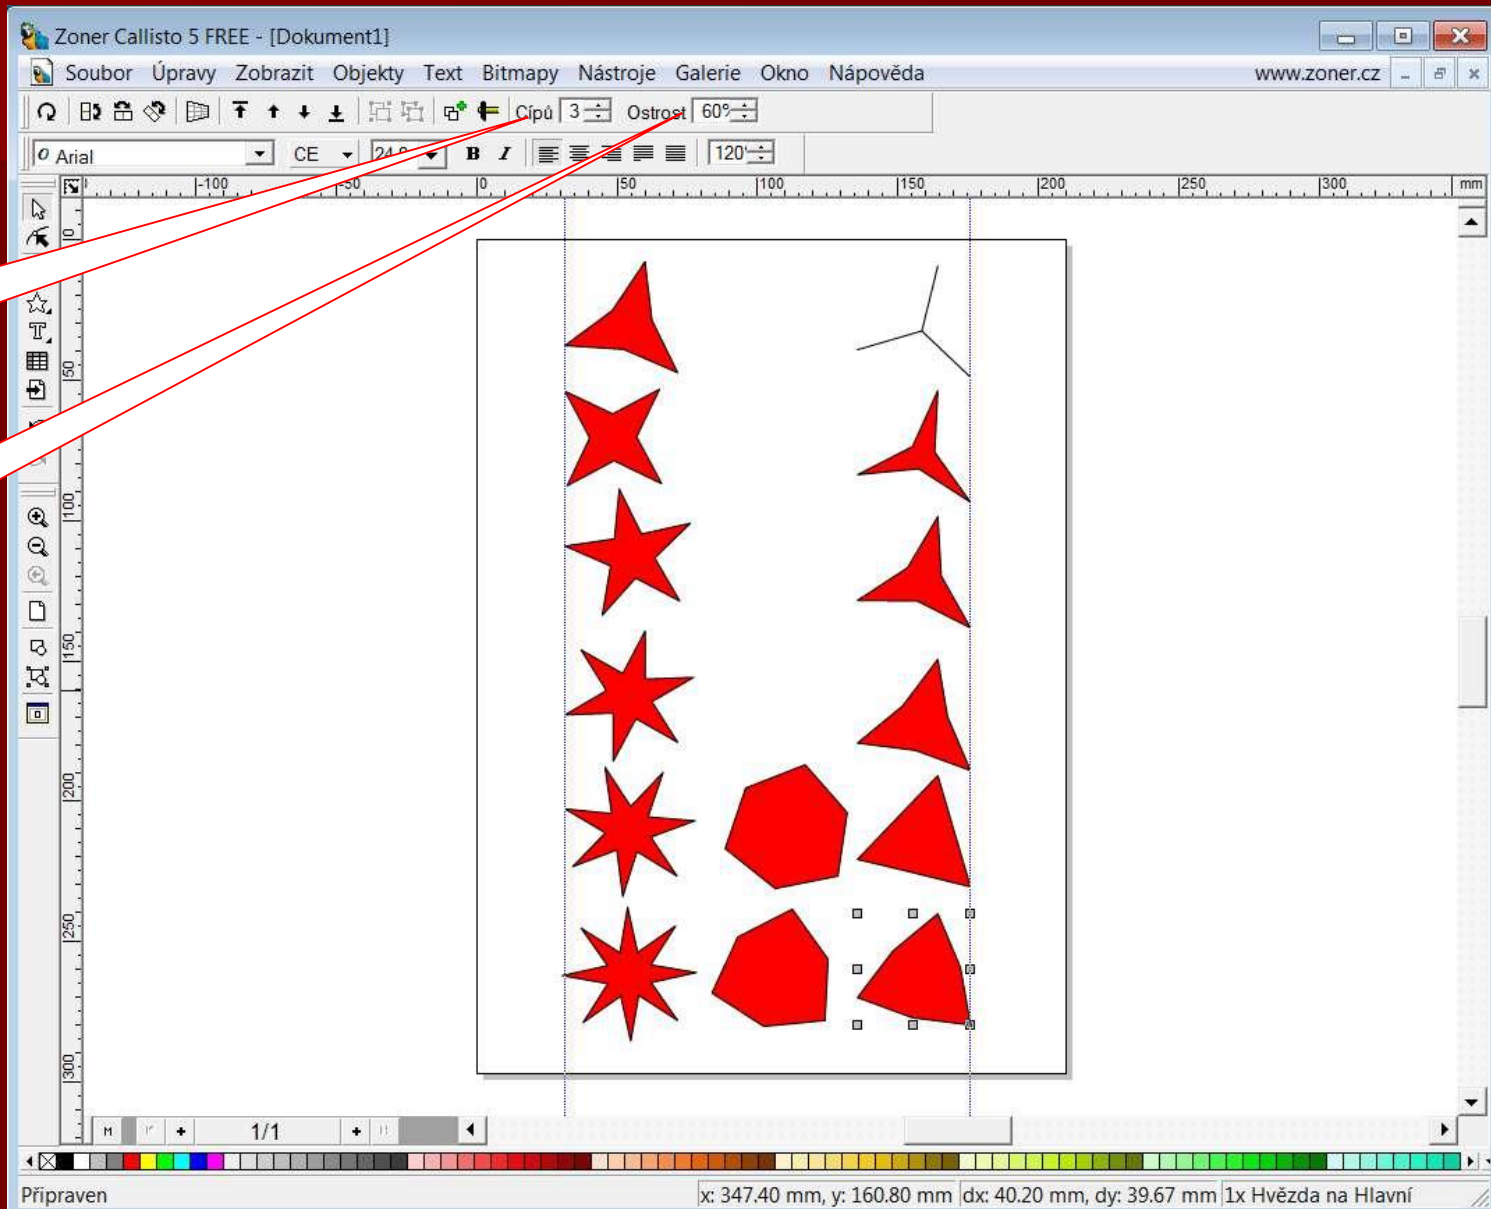 Zoner Callisto 5 FREE - [Dokument1]
Soubor Úpravy Zobrazit Objekty Text Bitmapy Nástroje Galerie Okno Nápověda www.zoner.cz
Cípů 3 Ostrost 60%
Arial CE B I 120
-100 -50 0 50 100 150 200 250 300 mm
0
50
100
150
200
250
300
1/1
Připraven x: 347.40 mm, y: 160.80 mm dx: 40.20 mm, dy: 39.67 mm 1x Hvězda na Hlavní